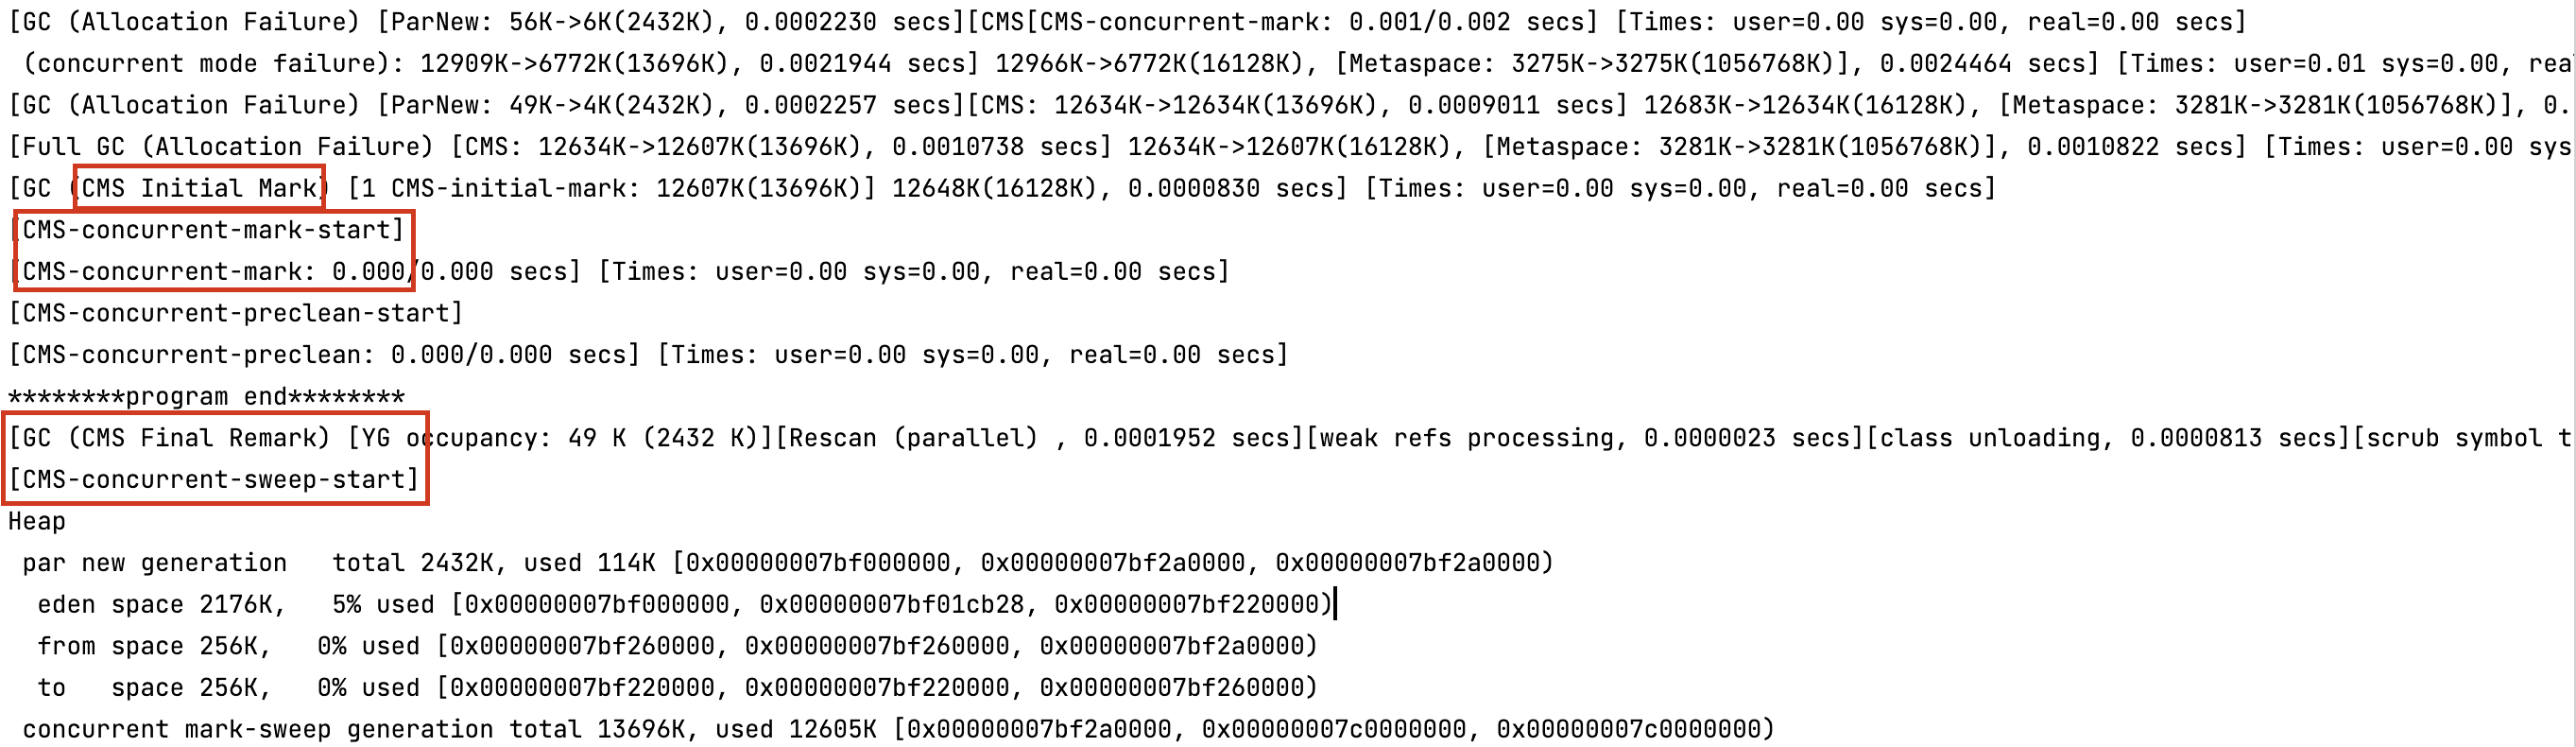 [GC (Allocation Failure) [ParNew: 56K->6K(2432K), 0.0002230 secs][CMS[CMS-concurrent-mark: 0.001/0.002 secs] [Times: user=0.00 sys=0.00, real=0.00 secs]
 (concurrent mode failure): 12909K->6772K(13696K), 0.0021944 secs] 12966K->6772K(16128K), [Metaspace: 3275K->3275K(1056768K)], 0.0024464 secs] [Times: user=0.01 sys=0.00, rea
[GC (Allocation Failure) [ParNew: 49K->4K(2432K), 0.0002257 secs][CMS: 12634K->12634K(13696K), 0.0009011 secs] 12683K->12634K(16128K), [Metaspace: 3281K->3281K(1056768K)], 0.
[Full GC (Allocation Failure) [CMS: 12634K->12607K(13696K), 0.0010738 secs] 12634K->12607K(16128K), [Metaspace: 3281K->3281K(1056768K)], 0.0010822 secs] [Times: user=0.00 sys
[GC (CMS Initial Mark) [1 CMS-initial-mark: 12607K(13696K)] 12648K(16128K), 0.0000830 secs] [Times: user=0.00 sys=0.00, real=0.00 secs]
[CMS-concurrent-mark-start]
[CMS-concurrent-mark: 0.000/0.000 secs] [Times: user=0.00 sys=0.00, real=0.00 secs]
[CMS-concurrent-preclean-start]
[CMS-concurrent-preclean: 0.000/0.000 secs] [Times: user=0.00 sys=0.00, real=0.00 secs]
********program end********
[GC (CMS Final Remark) [YG occupancy: 49 K (2432 K)][Rescan (parallel) , 0.0001952 secs][weak refs processing, 0.0000023 secs][class unloading, 0.0000813 secs][scrub symbol t
[CMS-concurrent-sweep-start]
Heap
 par new generation   total 2432K, used 114K [0x00000007bf000000, 0x00000007bf2a0000, 0x00000007bf2a0000)
  eden space 2176K,   5% used [0x00000007bf000000, 0x00000007bf01cb28, 0x00000007bf220000)
  from space 256K,   0% used [0x00000007bf260000, 0x00000007bf260000, 0x00000007bf2a0000)
  to   space 256K,   0% used [0x00000007bf220000, 0x00000007bf220000, 0x00000007bf260000)
 concurrent mark-sweep generation total 13696K, used 12605K [0x00000007bf2a0000, 0x00000007c0000000, 0x00000007c0000000)